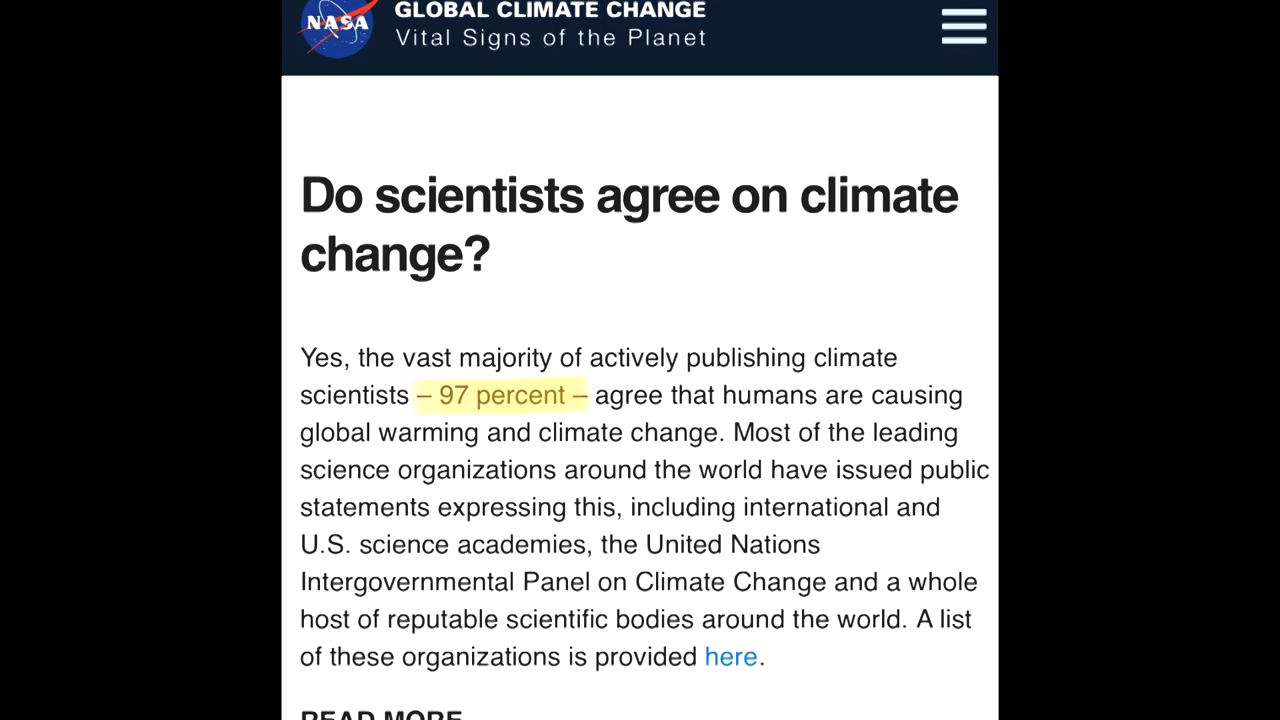 NASA
GLOBAL CLIMATE CHANGE
Vital Signs of the Planet
Do scientists agree on climate
change?
Yes, the vast majority of actively publishing climate
scientists – 97 percent – agree that humans are causing
global warming and climate change. Most of the leading
science organizations around the world have issued public
statements expressing this, including international and
U.S. science academies, the United Nations
Intergovernmental Panel on Climate Change and a whole
host of reputable scientific bodies around the world. A list
of these organizations is provided here.
READ MORE